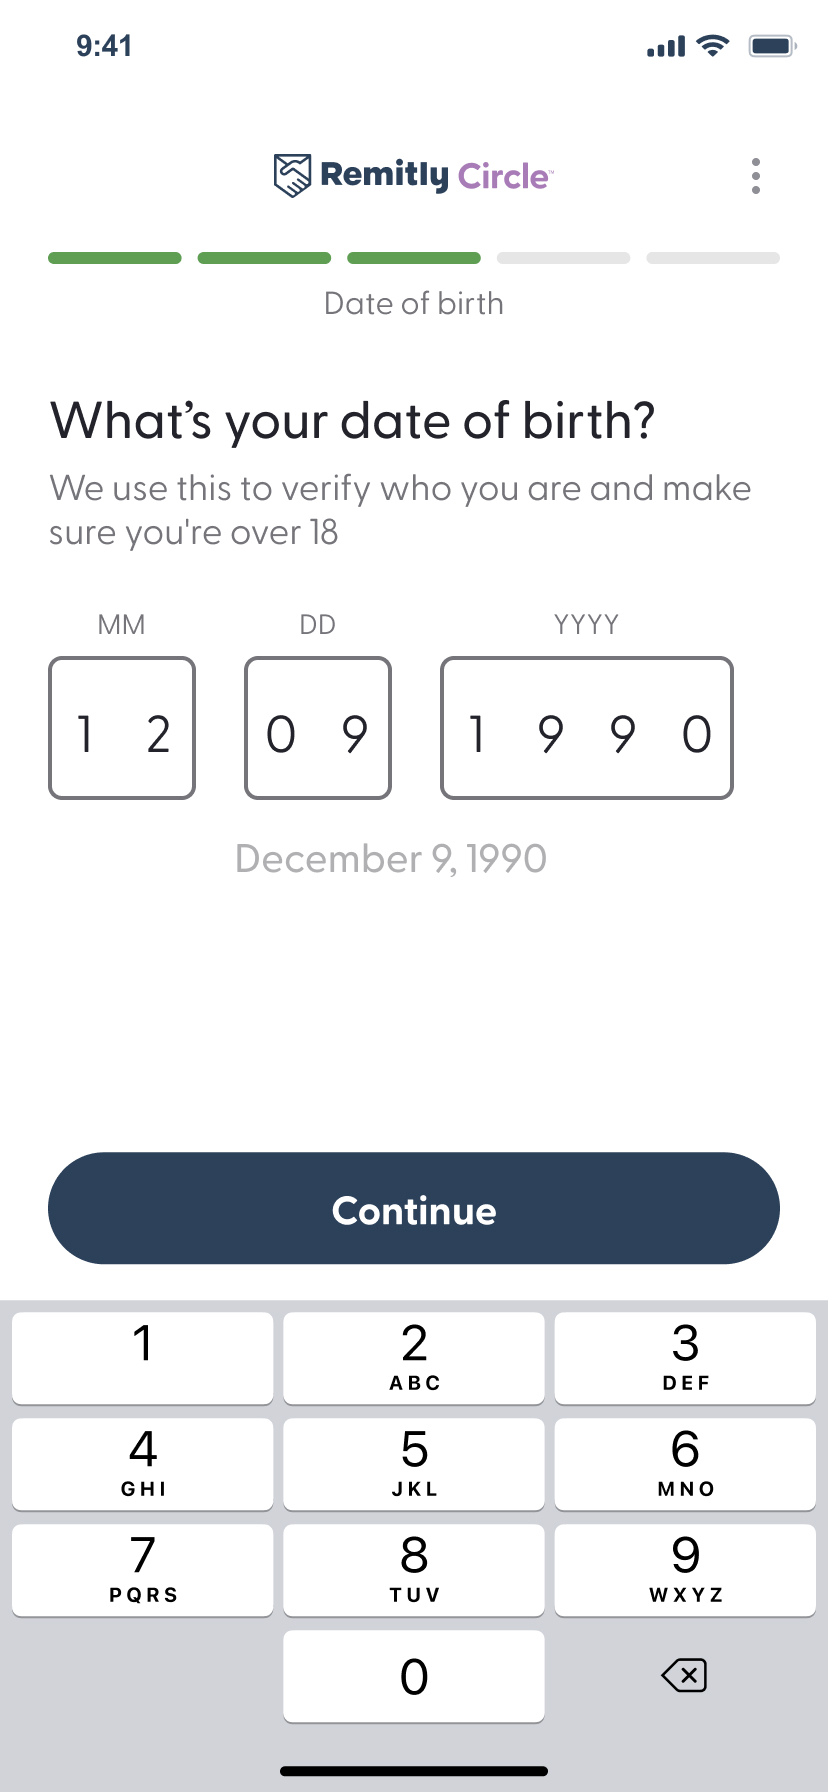 9:41
Remitly Circle™
Date of birth
What’s your date of birth?
We use this to verify who you are and make
sure you're over 18
MM DD YYYY
1 2 0 9 1 9 9 0
December 9, 1990
Continue
1 2 3
ABC DEF
4 5 6
GHI JKL MNO
7 8 9
PQRS TUV WXYZ
0